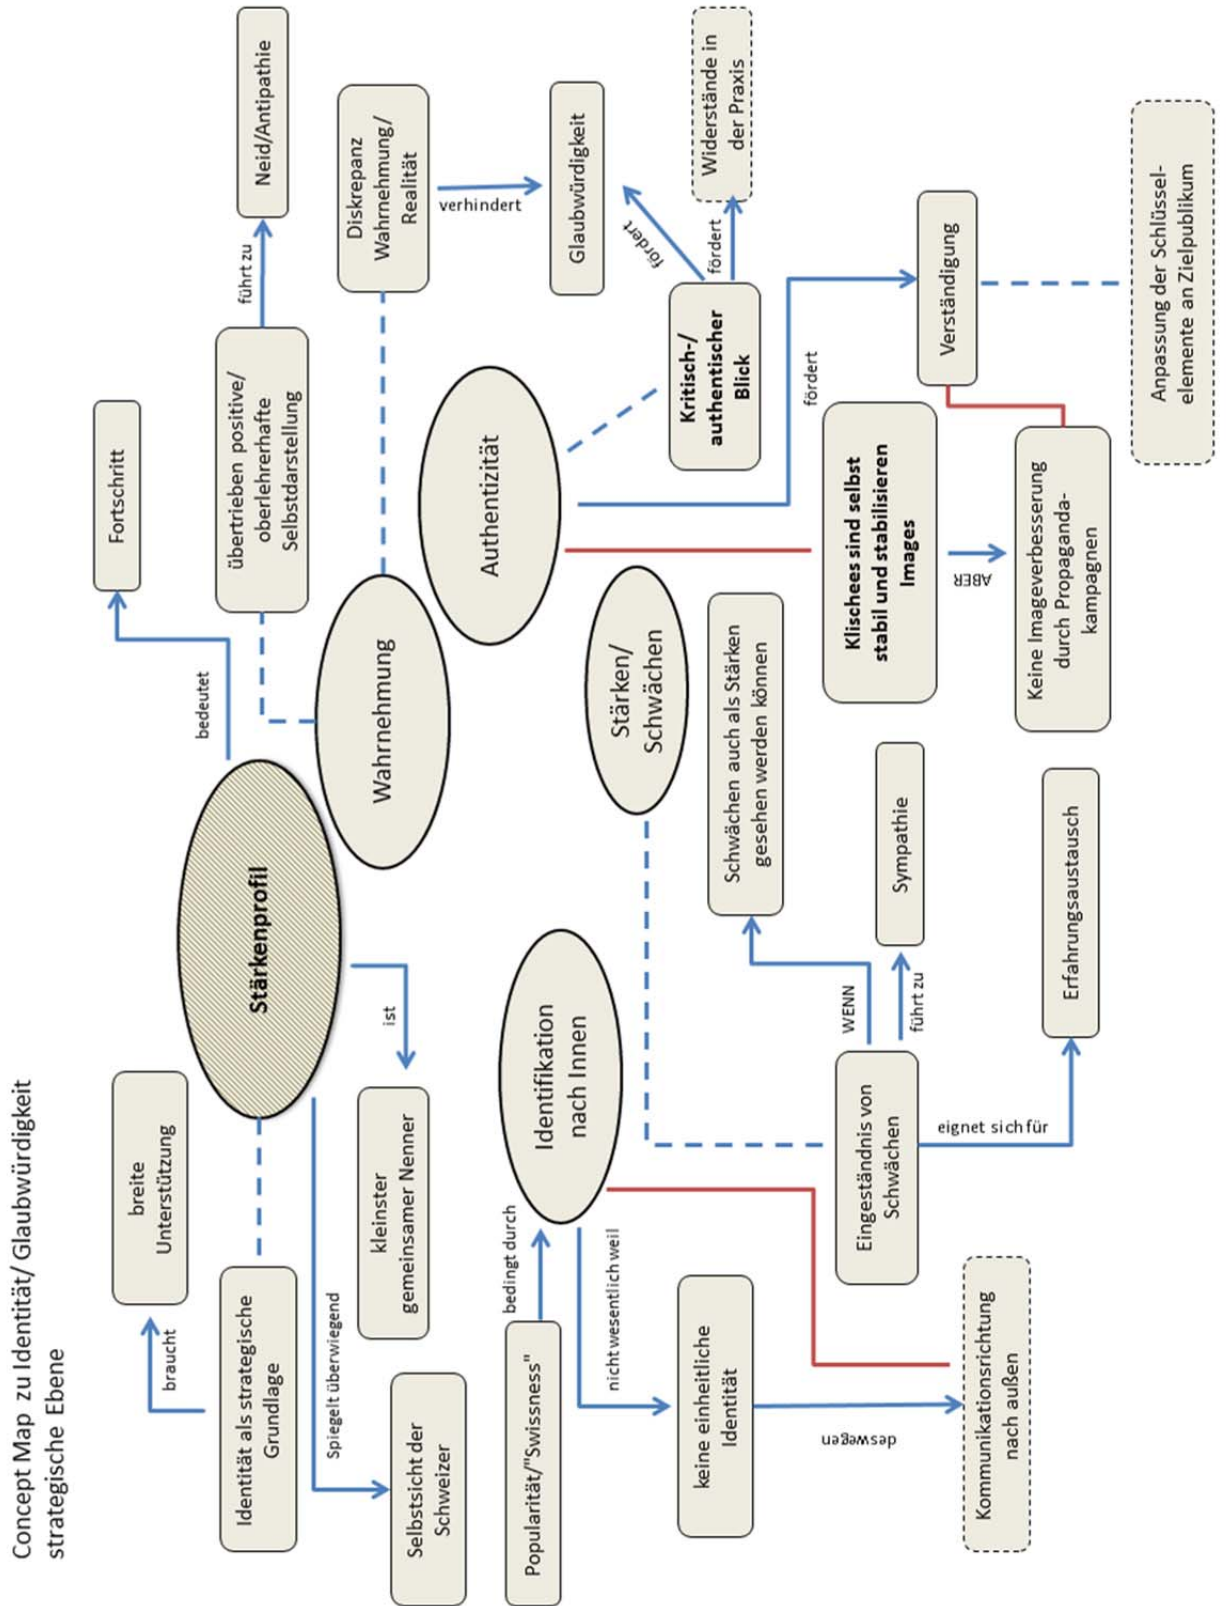 Concept Map  zu Identität/ Glaubwürdigkeit
strategische Ebene
breite
Unterstützung
braucht
Identität als strategische
Grundlage
Stärkenprofil
bedeutet
Fortschritt
übertrieben positive/
oberlehrerhafte
Selbstdarstellung
führt zu
Neid/Antipathie
Spiegelt überwiegend
Selbstsicht der
Schweizer
ist
kleinster
gemeinsamer Nenner
Wahrnehmung
Diskrepanz
Wahrnehmung/
Realität
verhindert
Glaubwürdigkeit
Authentizität
fördert
Kritisch-/
authentischer
Blick
fördert
Widerstände in
der Praxis
Popularität/"Swissness"
bedingt durch
Identifikation
nach Innen
nicht wesentlich weil
keine einheitliche
Identität
deswegen
Kommunikationsrichtung
nach außen
Stärken/
Schwächen
Schwächen auch als Stärken
gesehen werden können
WENN
Eingeständnis von
Schwächen
führt zu
Sympathie
eignet sich für
Erfahrungsaustausch
fördert
Klischees sind selbst
stabil und stabilisieren
Images
ABER
Keine Imageverbesserung
durch Propaganda-
kampagnen
Verständigung
Anpassung der Schlüssel-
elemente an Zielpublikum